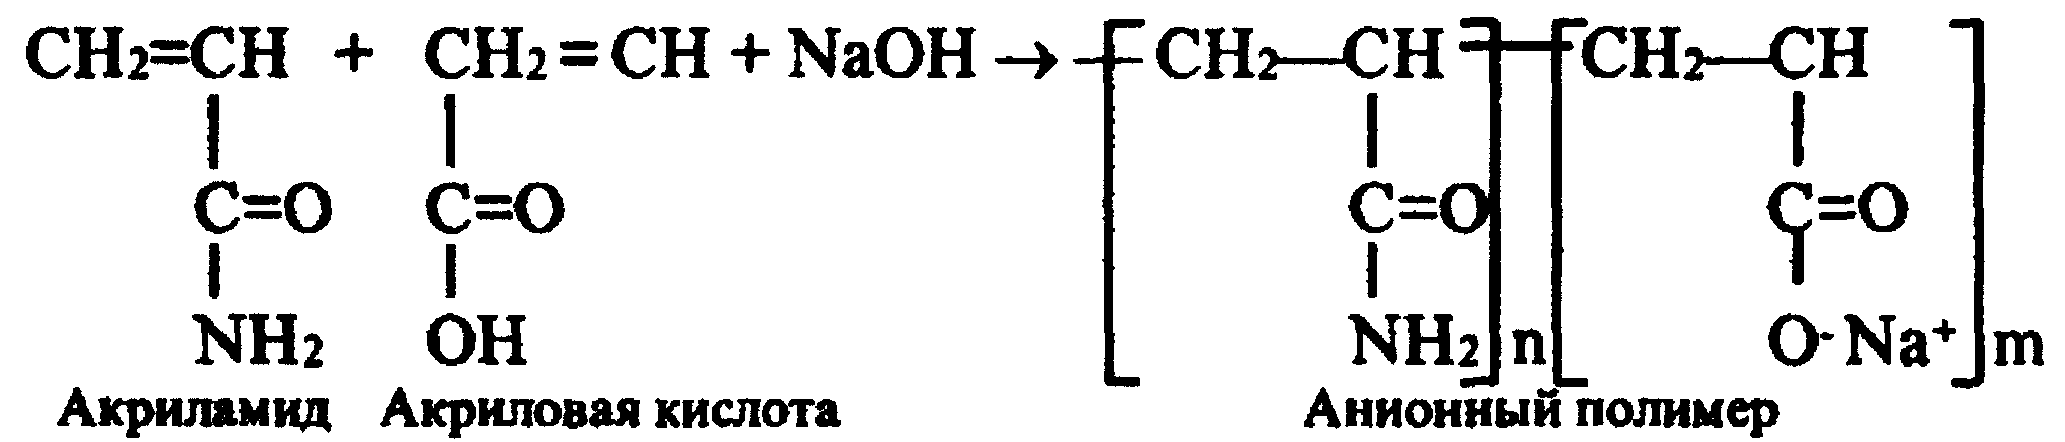 CH2=CH + CH2=CH + NaOH → [CH2—CH] [CH2—CH
C=O C=O C=O C=O
NH2 OH NH2]n[ O- Na+]m
Акриламид Акриловая кислота Анионный полимер